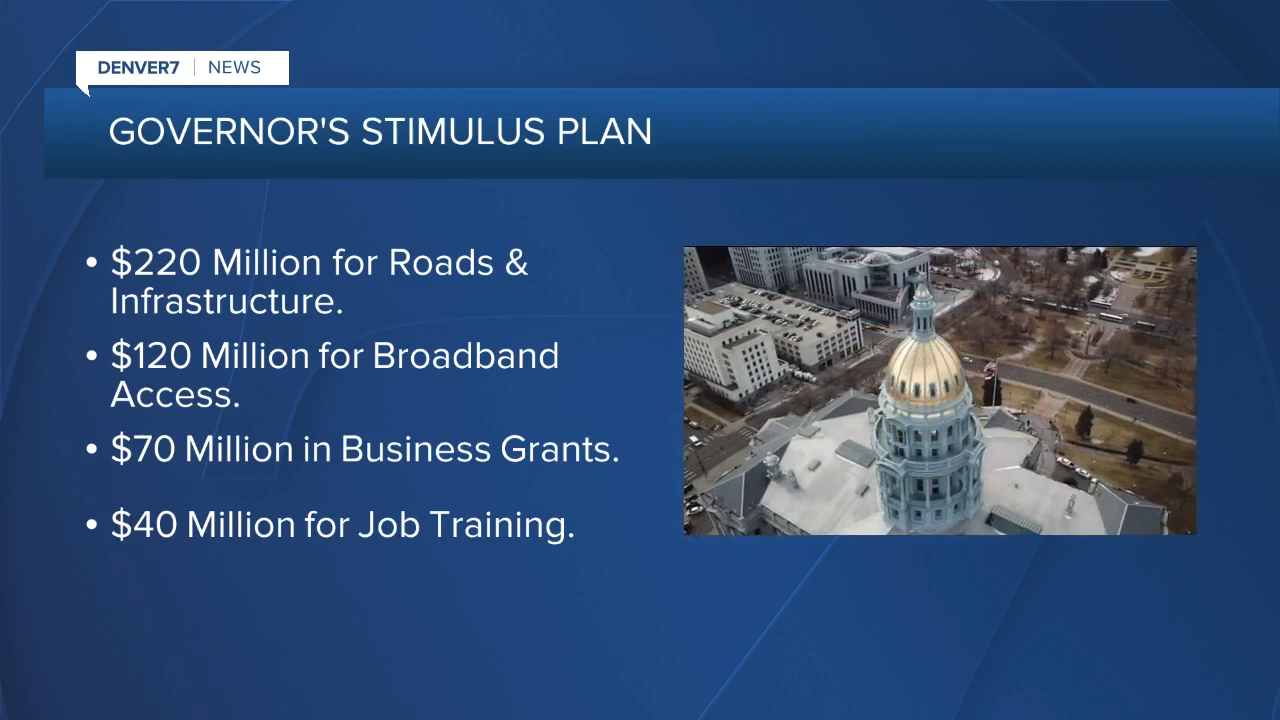 DENVER7 | NEWS
GOVERNOR'S STIMULUS PLAN
• $220 Million for Roads &
Infrastructure.
• $120 Million for Broadband
Access.
• $70 Million in Business Grants.
• $40 Million for Job Training.